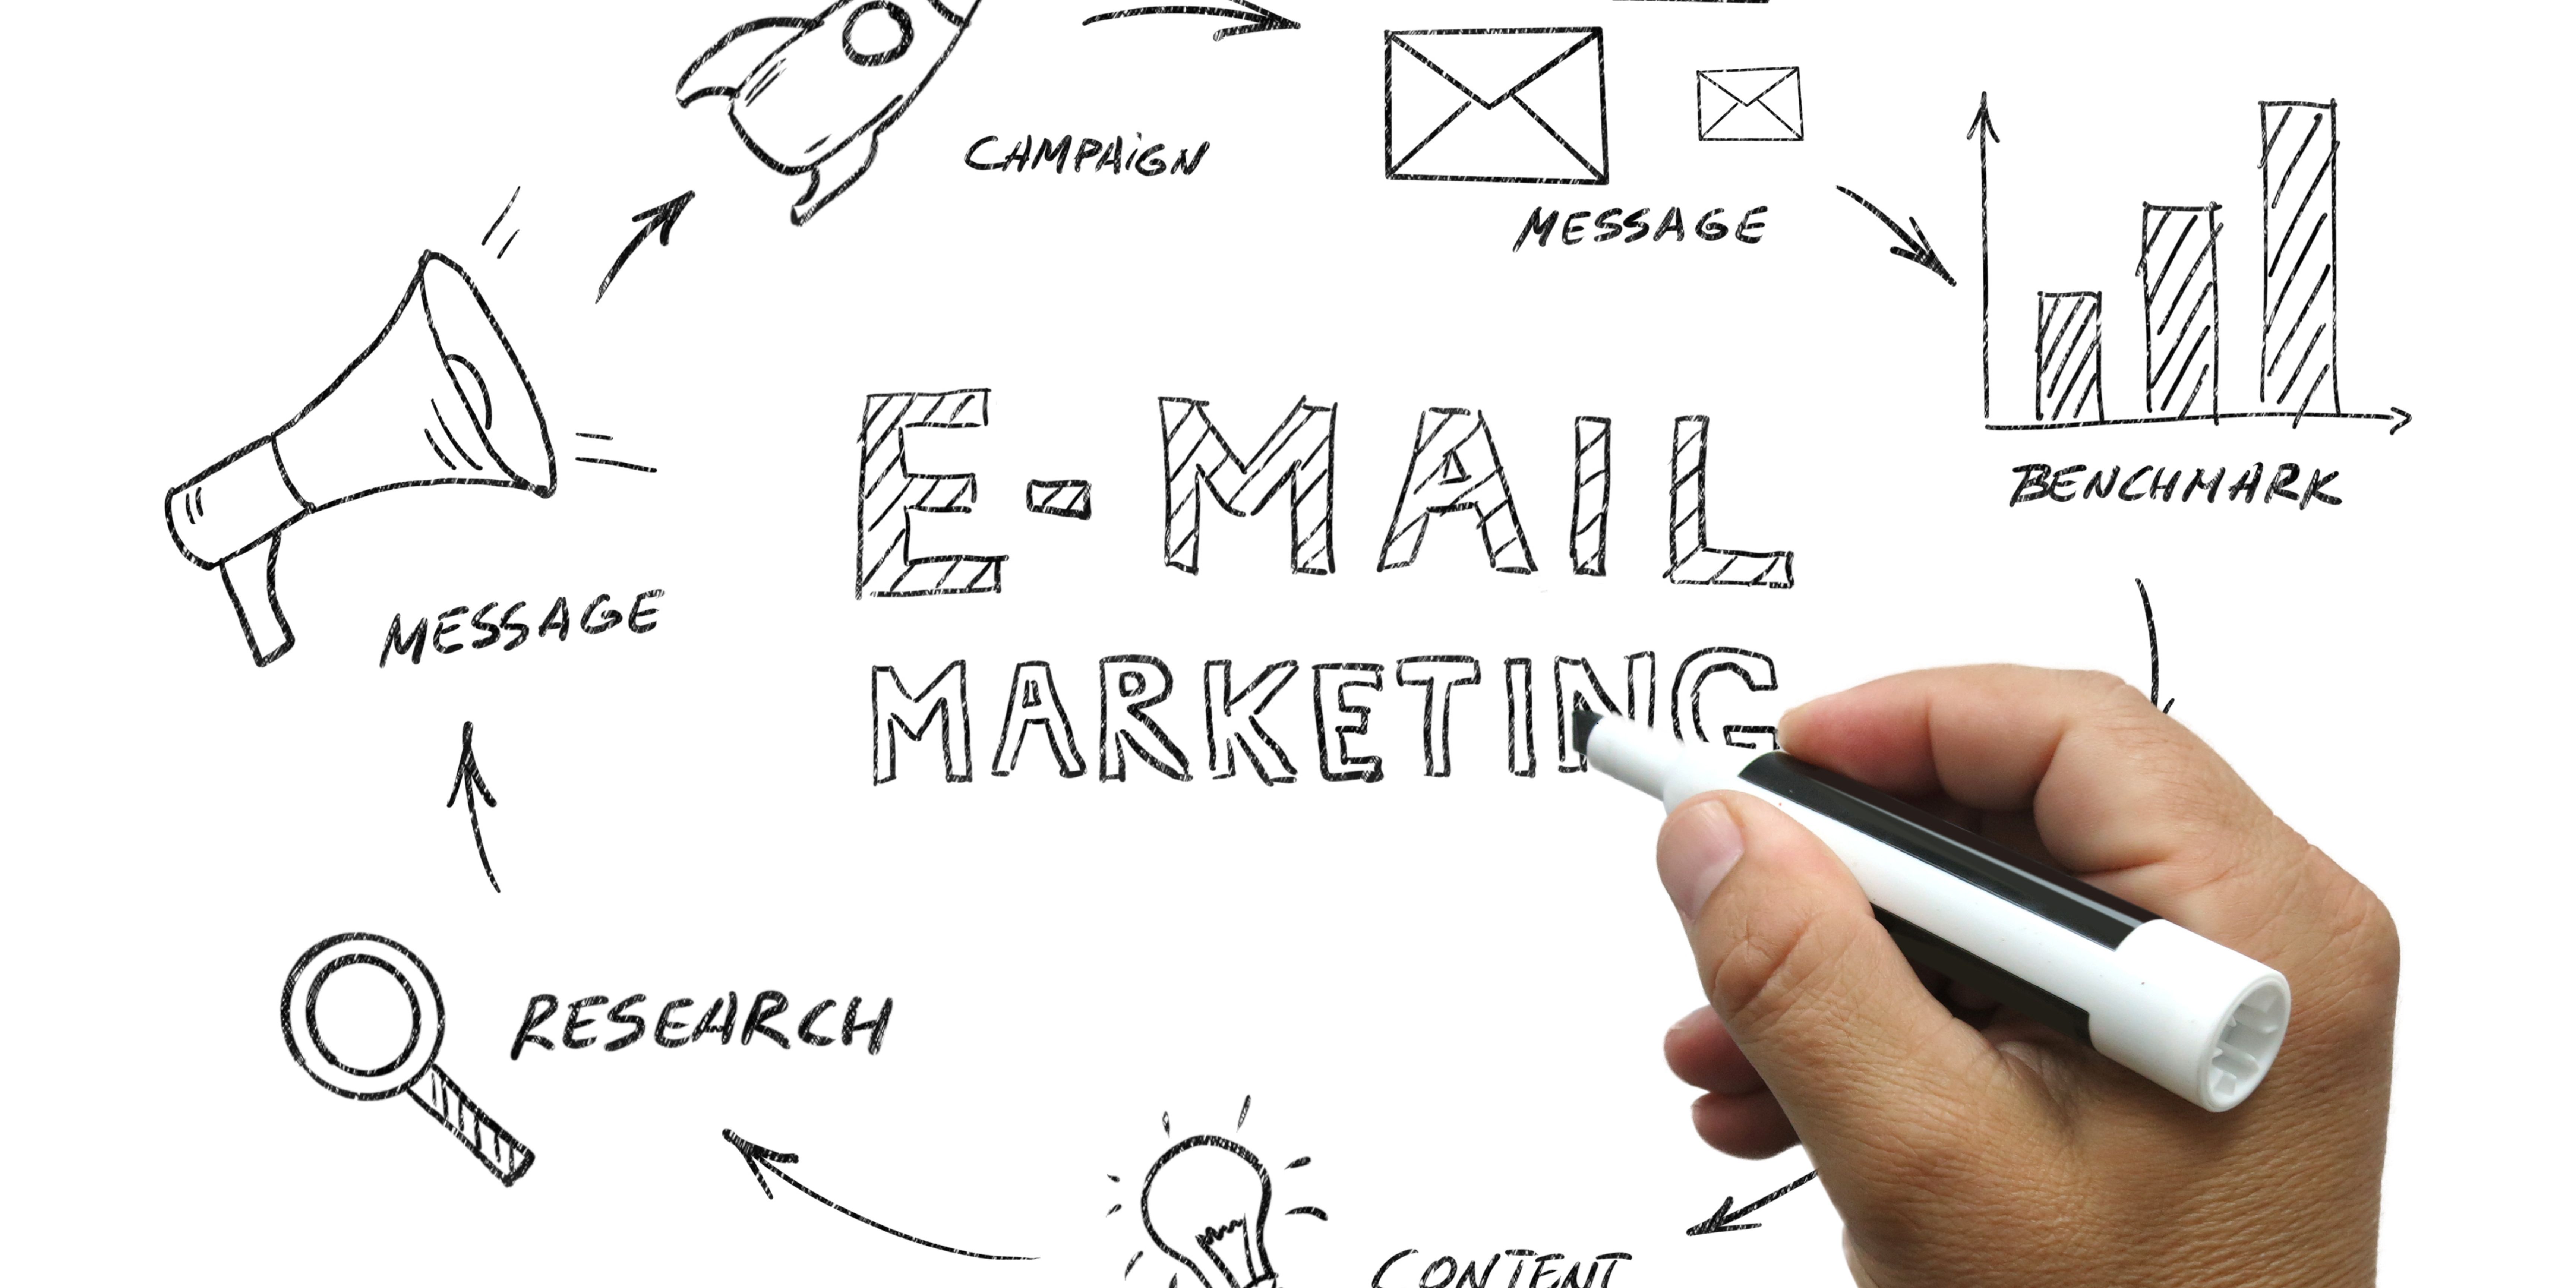 CAMPAiGN
MESSAGE
BENCHMARK
E-MAIL
MARKETING
MESSAGE
RESEARCH
CONTENT